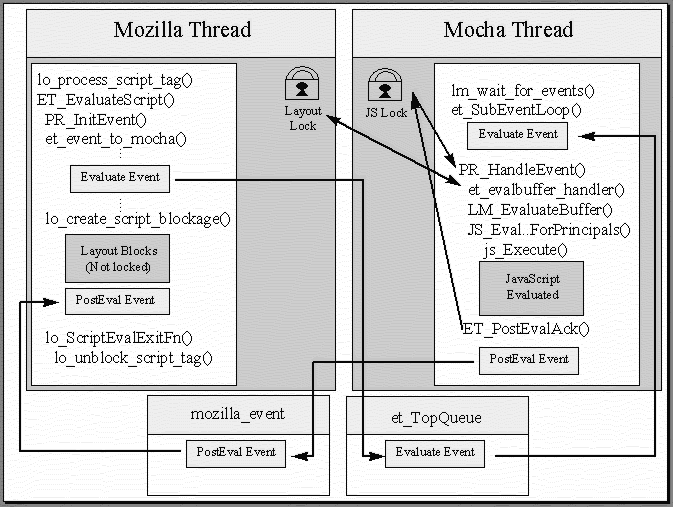 Mozilla Thread
lo_process_script_tag()
ET_EvaluateScript()
PR_InitEvent()
et_event_to_mocha()
Evaluate Event
lo_create_script_blockage()
Layout Blocks
(Not locked)
PostEval Event
lo_ScriptEvalExitFn()
lo_unblock_script_tag()
Layout
Lock
Mocha Thread
JS Lock
lm_wait_for_events()
et_SubEventLoop()
Evaluate Event
PR_HandleEvent()
et_evalbuffer_handler()
LM_EvaluateBuffer()
JS_Eval..ForPrincipals()
js_Execute()
JavaScript
Evaluated
ET_PostEvalAck()
PostEval Event
mozilla_event
PostEval Event
et_TopQueue
Evaluate Event